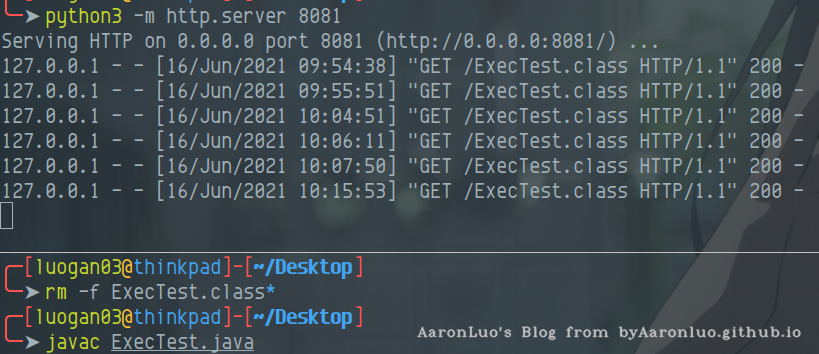 ➤ python3 -m http.server 8081
Serving HTTP on 0.0.0.0 port 8081 (http://0.0.0.0:8081/) ...
127.0.0.1 - - [16/Jun/2021 09:54:38] "GET /ExecTest.class HTTP/1.1" 200 -
127.0.0.1 - - [16/Jun/2021 09:55:51] "GET /ExecTest.class HTTP/1.1" 200 -
127.0.0.1 - - [16/Jun/2021 10:04:51] "GET /ExecTest.class HTTP/1.1" 200 -
127.0.0.1 - - [16/Jun/2021 10:06:11] "GET /ExecTest.class HTTP/1.1" 200 -
127.0.0.1 - - [16/Jun/2021 10:07:50] "GET /ExecTest.class HTTP/1.1" 200 -
127.0.0.1 - - [16/Jun/2021 10:15:53] "GET /ExecTest.class HTTP/1.1" 200 -
[luogan03@thinkpad]-[~/Desktop]
➤ rm -f ExecTest.class*
[luogan03@thinkpad]-[~/Desktop]
➤ javac ExecTest.java
AaronLuo's Blog from byAaronluo.github.io